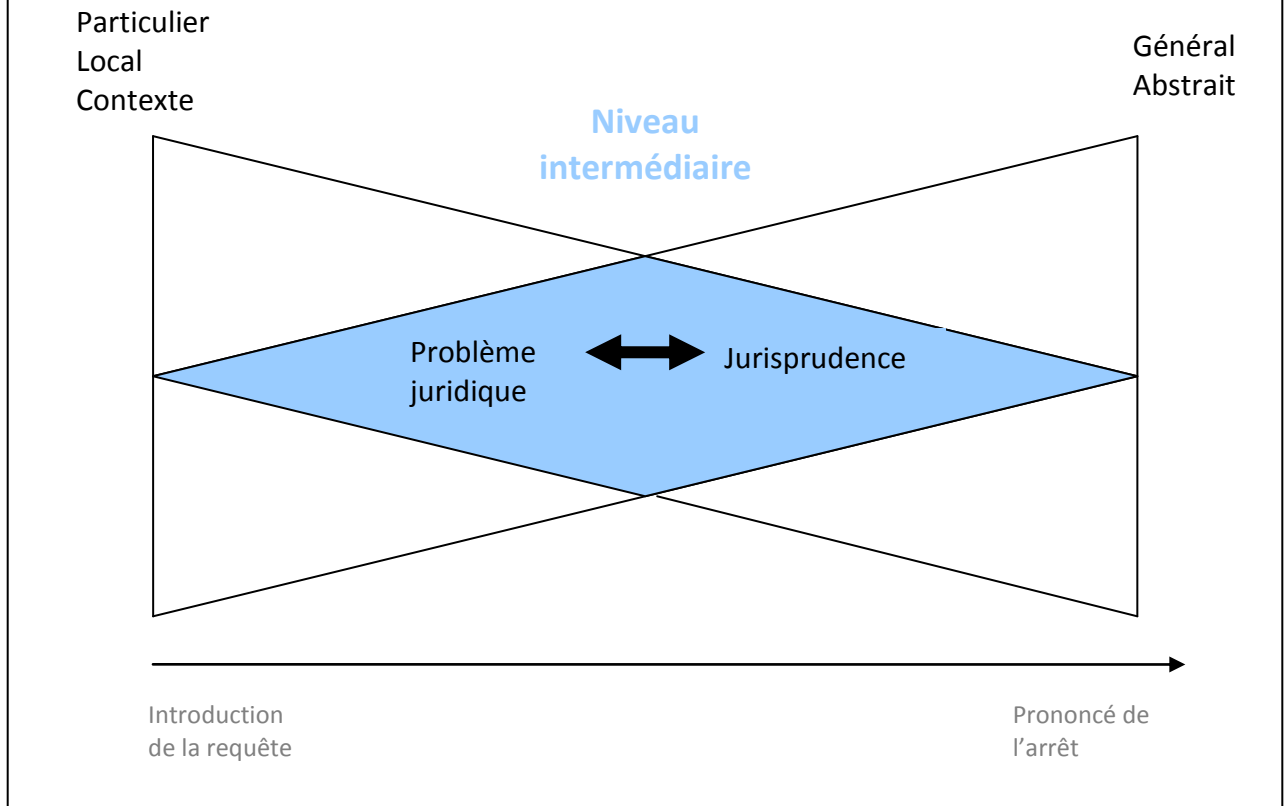 Particulier
Local
Contexte
Général
Abstrait
Niveau
intermédiaire
Problème
juridique
Jurisprudence
Introduction
de la requête
Prononcé de
l’arrêt